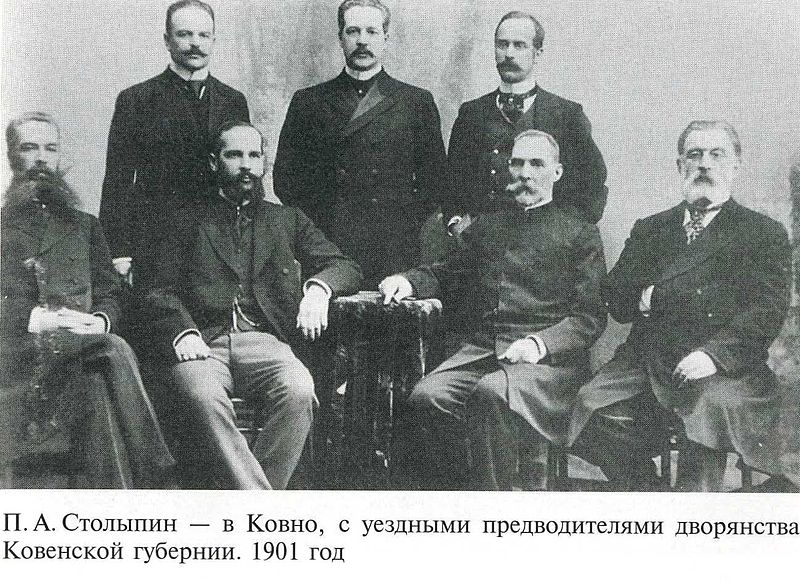 П. А. Столыпин — в Ковно, с уездными предводителями дворянства
Ковенской губернии. 1901 год